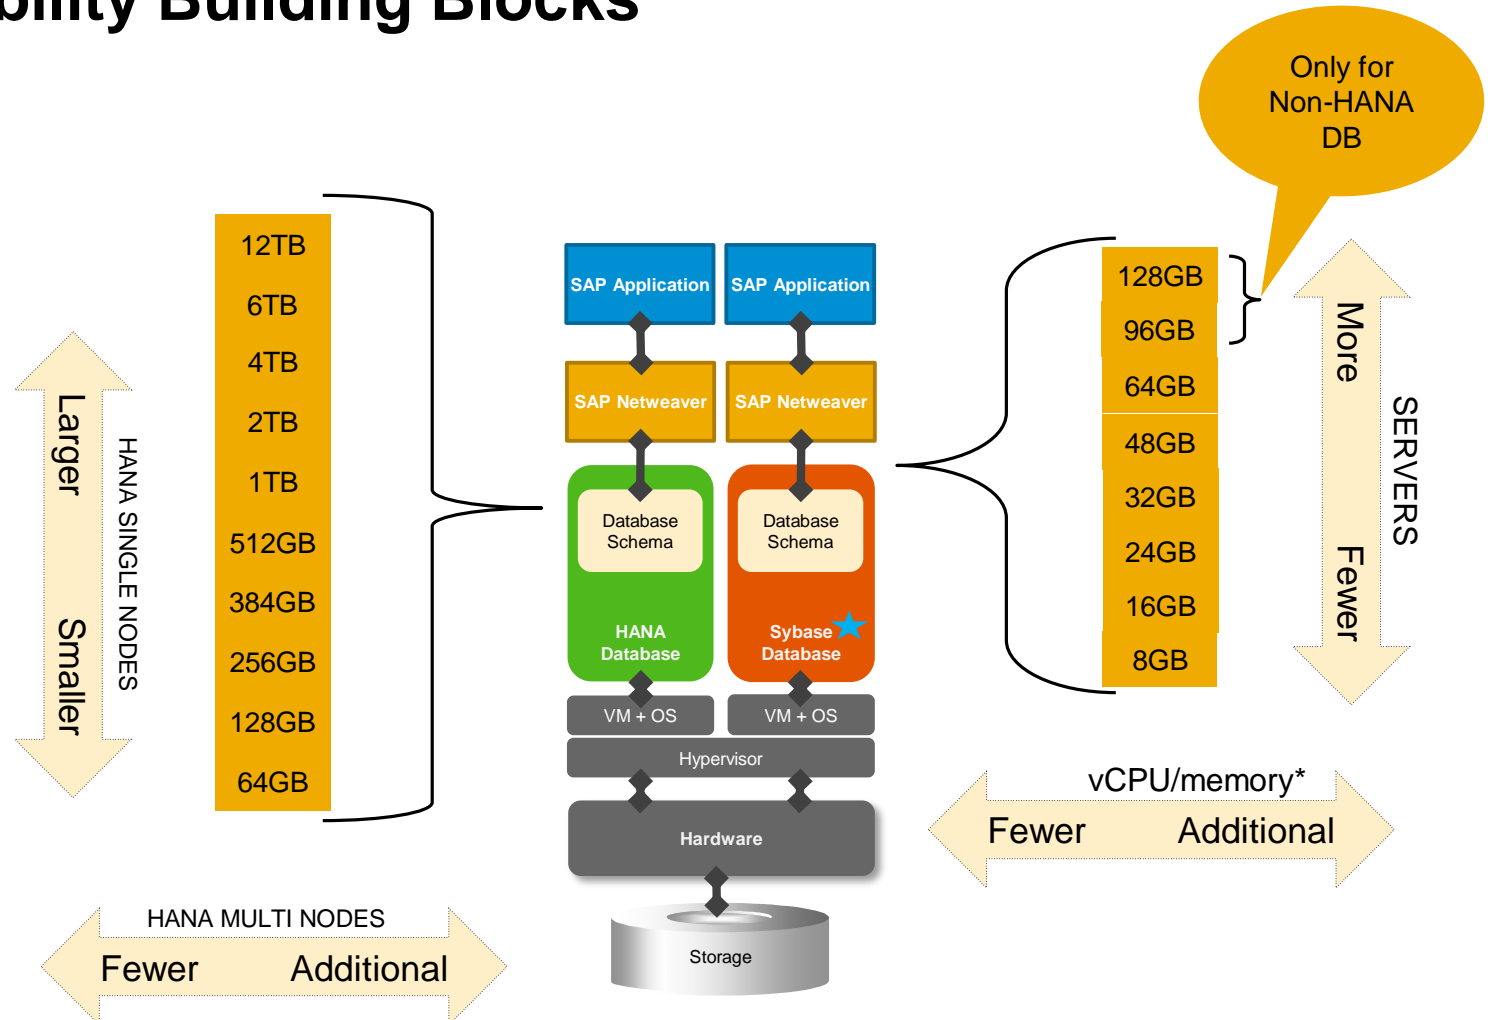 bility Building Blocks
Only for
Non-HANA
DB
12TB
6TB
4TB
2TB
1TB
512GB
384GB
256GB
128GB
64GB
Larger
Smaller
HANA SINGLE NODES
HANA MULTI NODES
Fewer Additional
SAP Application SAP Application
SAP Netweaver SAP Netweaver
Database
Schema
Database
Schema
HANA
Database
Sybase
Database
VM + OS VM + OS
Hypervisor
Hardware
Storage
128GB
96GB
64GB
48GB
32GB
24GB
16GB
8GB
More
Fewer
SERVERS
vCPU/memory*
Fewer Additional